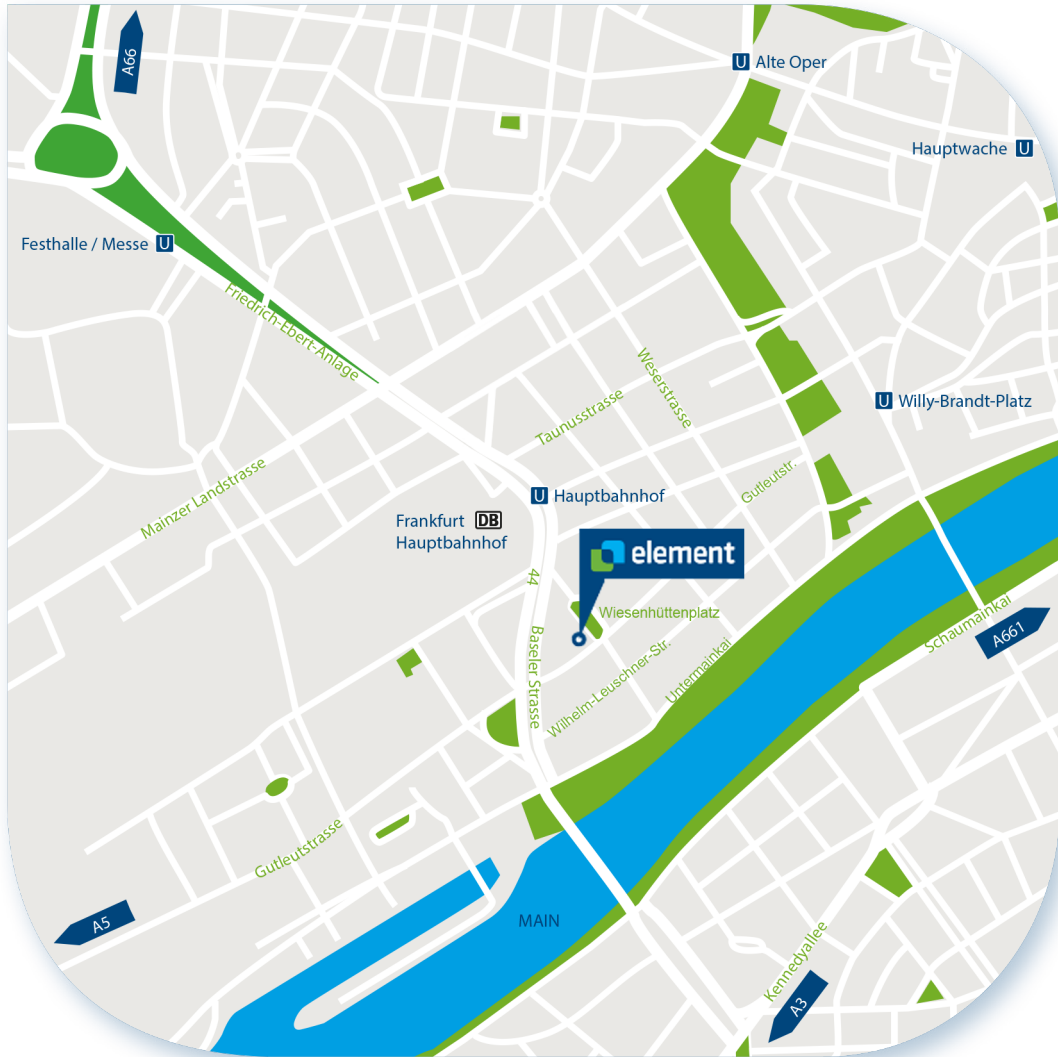 A66
U Alte Oper
Hauptwache U
Festhalle / Messe U
Friedrich-Ebert-Anlage
Weserstrasse
Taunusstrasse
U Willy-Brandt-Platz
Mainzer Landstrasse
Gutleutstr.
U Hauptbahnhof
Frankfurt DB
Hauptbahnhof
element
44
Wiesenhüttenplatz
Schaumainkai
A661
Baseler Strasse
Wilhelm-Leuschner-Str.
Untermainkai
Gutleutstrasse
A5
MAIN
Kennedyallee
A3